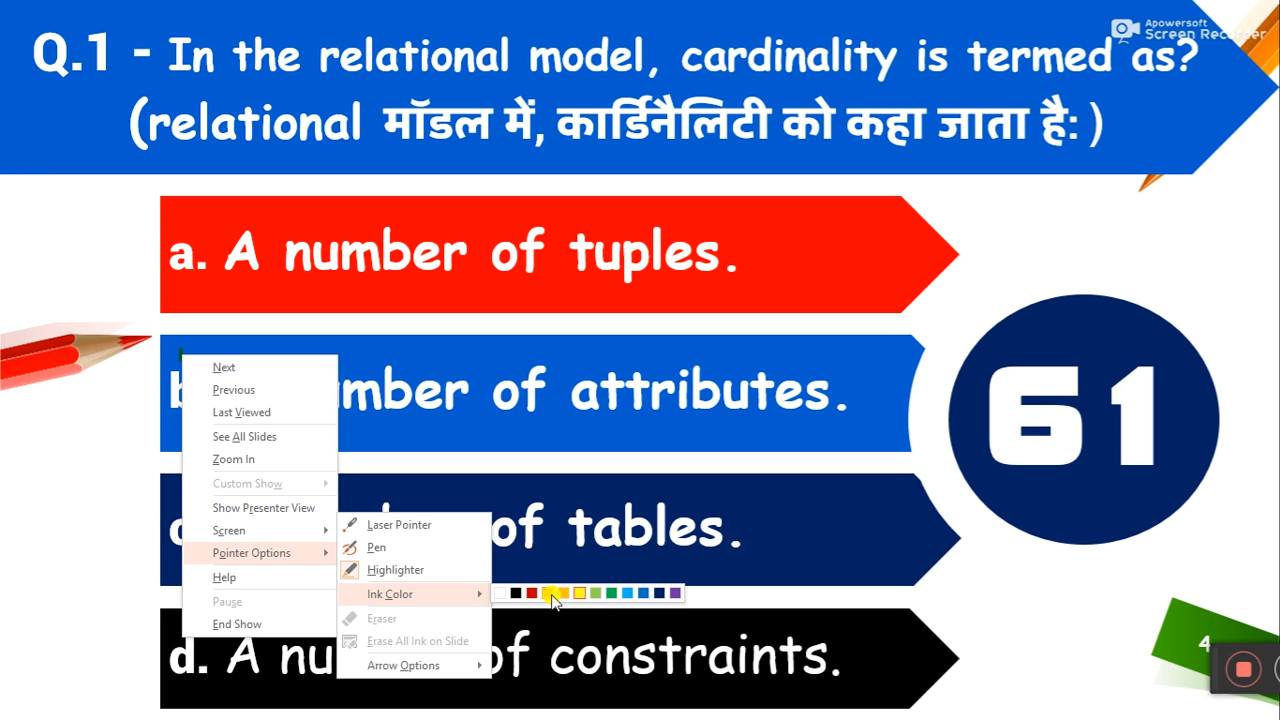 Q.1 - In the relational model, cardinality is termed as?
(relational मॉडल में, कार्डिनैलिटी को कहा जाता है: )
Apowersoft
Screen Recorder
a. A number of tuples.
number of attributes.
of tables.
d. A nu of constraints.
61
Next
Previous
Last Viewed
See All Slides
Zoom In
Custom Show
Show Presenter View
Screen
Pointer Options
Help
Pause
End Show
Laser Pointer
Pen
Highlighter
Ink Color
Eraser
Erase All Ink on Slide
Arrow Options
4